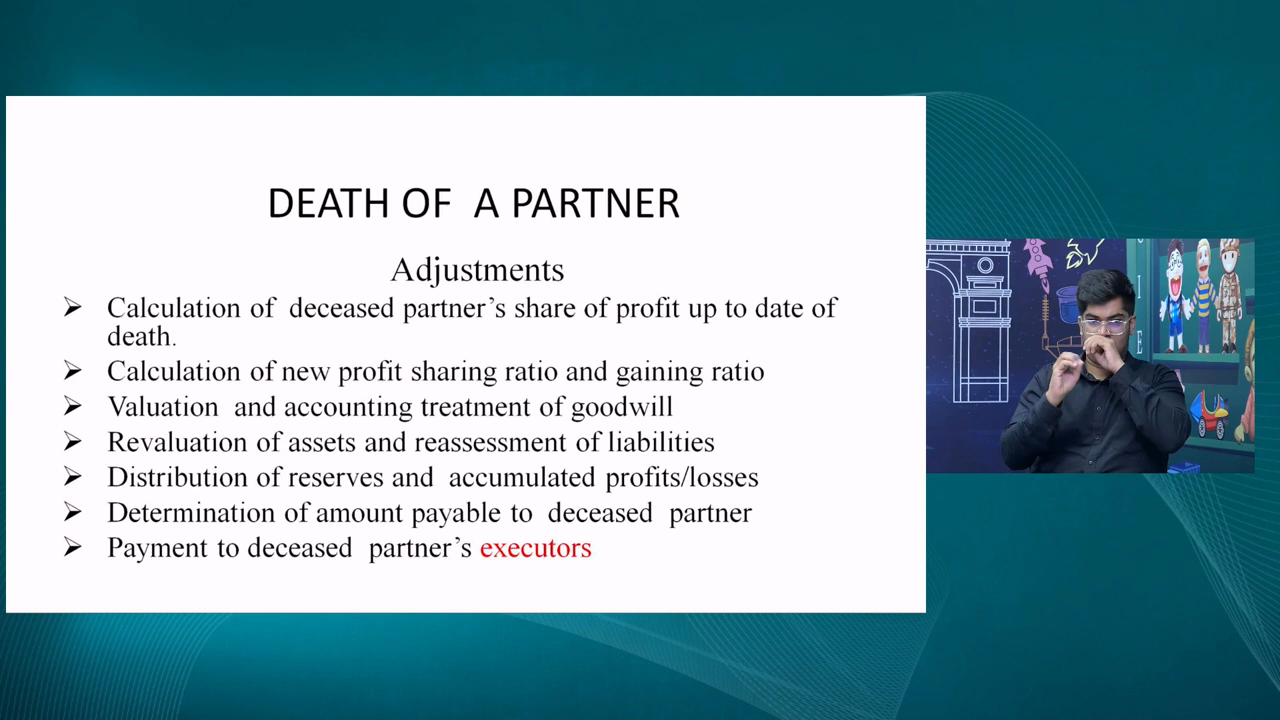 DEATH OF A PARTNER
Adjustments
➢ Calculation of deceased partner’s share of profit up to date of
death.
➢ Calculation of new profit sharing ratio and gaining ratio
➢ Valuation and accounting treatment of goodwill
➢ Revaluation of assets and reassessment of liabilities
➢ Distribution of reserves and accumulated profits/losses
➢ Determination of amount payable to deceased partner
➢ Payment to deceased partner’s executors
I
E